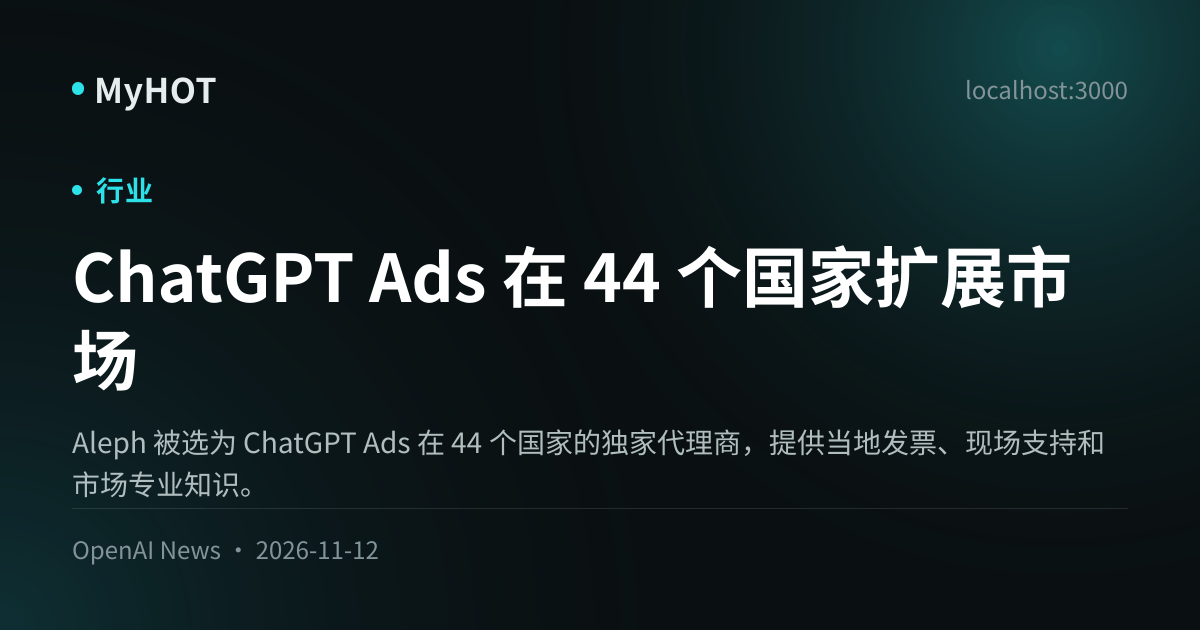 MyHOT
localhost:3000
行业
ChatGPT Ads 在 44 个国家扩展市
场
Aleph 被选为 ChatGPT Ads 在 44 个国家的独家代理商，提供当地发票、现场支持和
市场专业知识。
OpenAI News · 2026-11-12